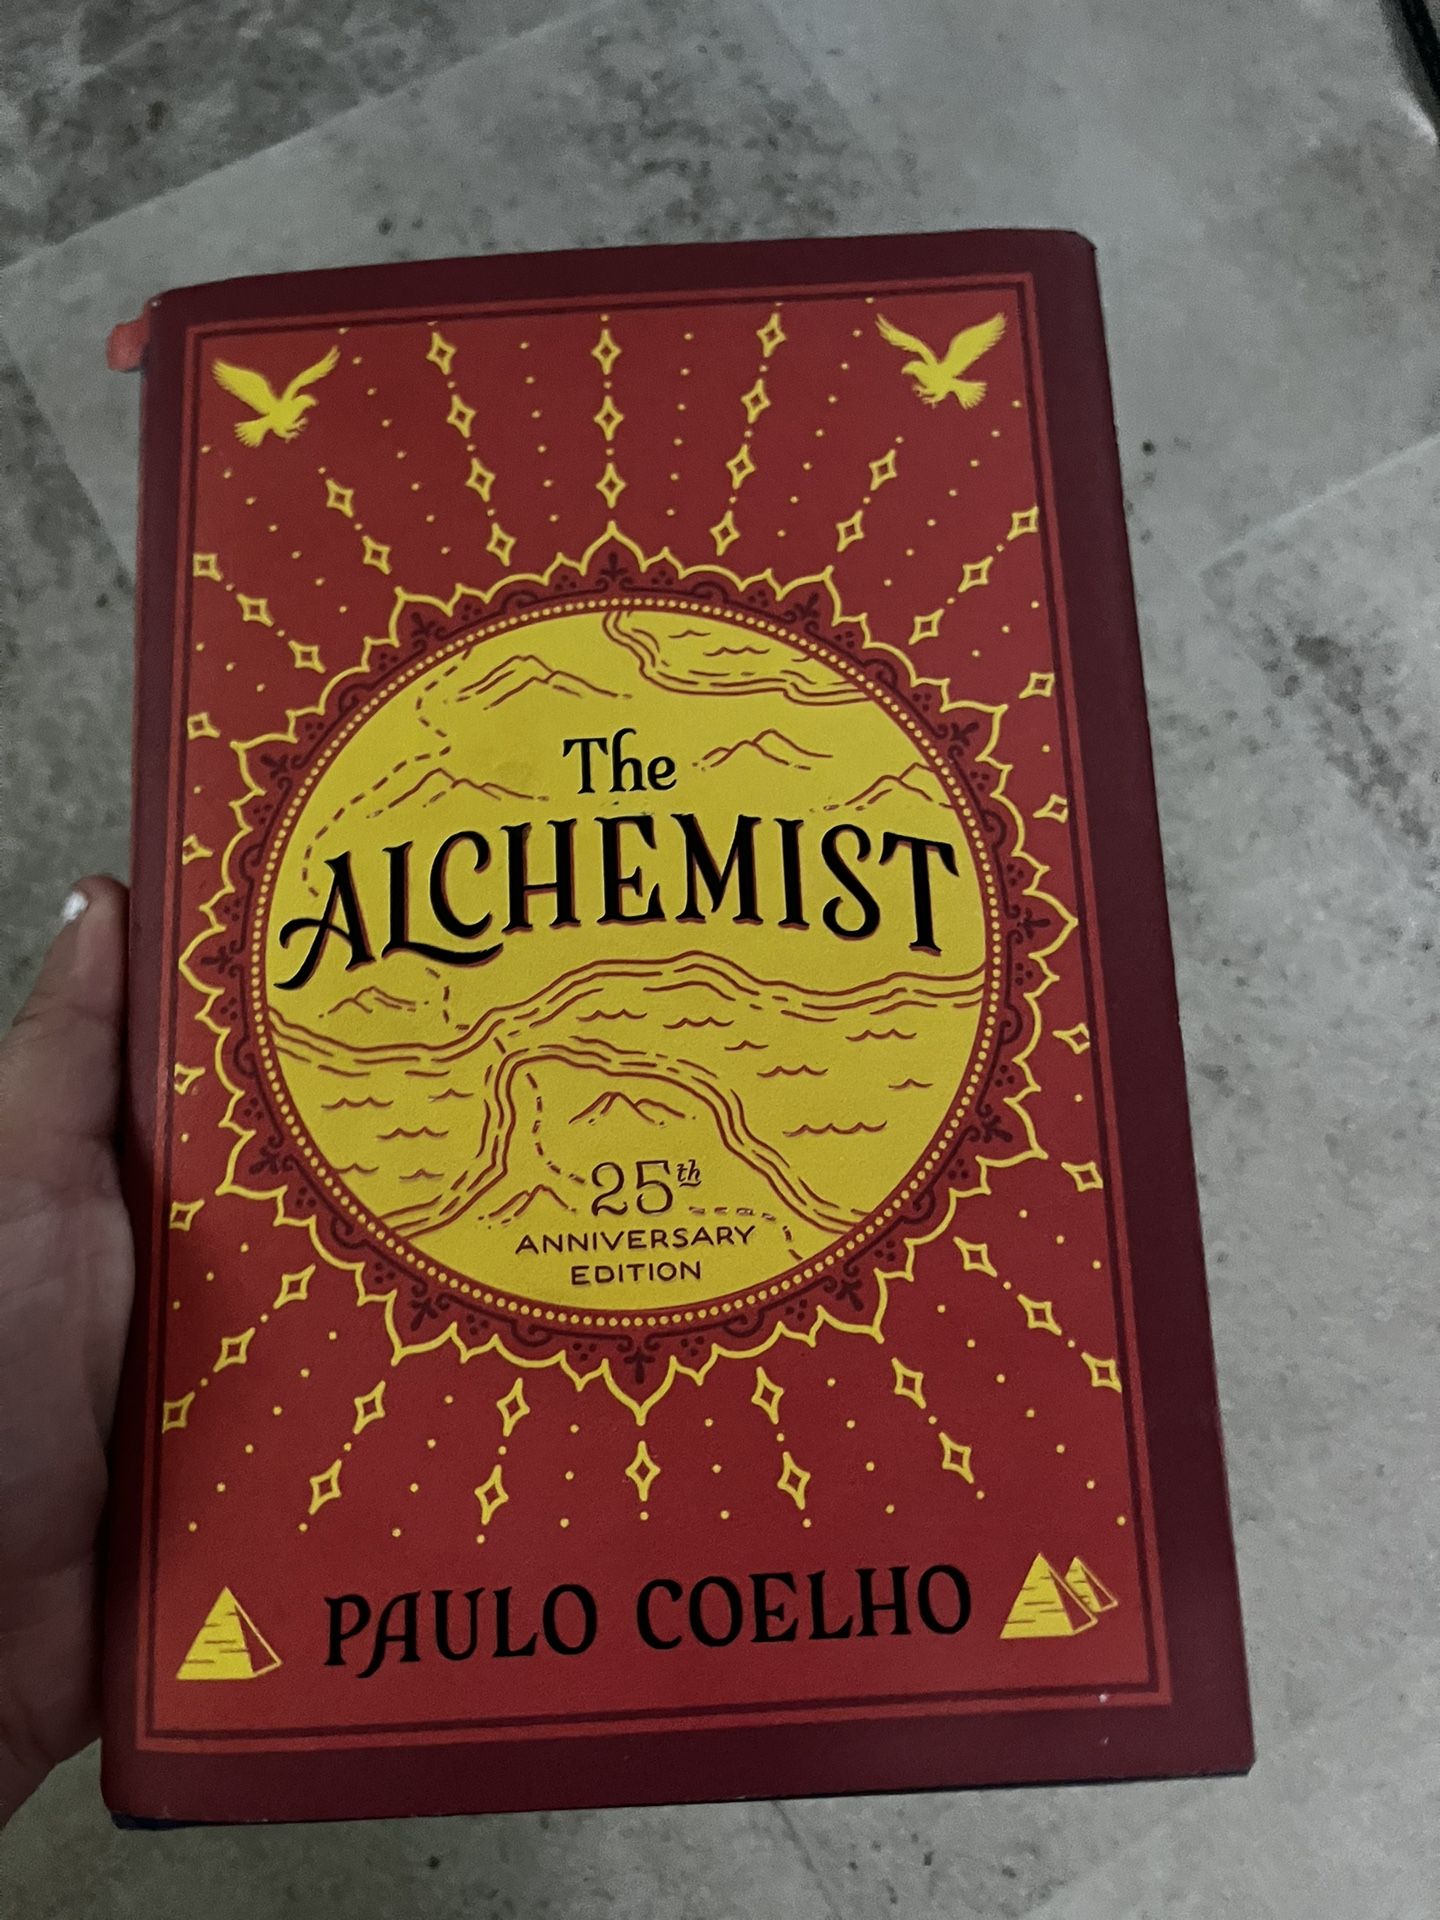 The
ALCHEMIST
25th
ANNIVERSARY
EDITION
PAULO COELHO